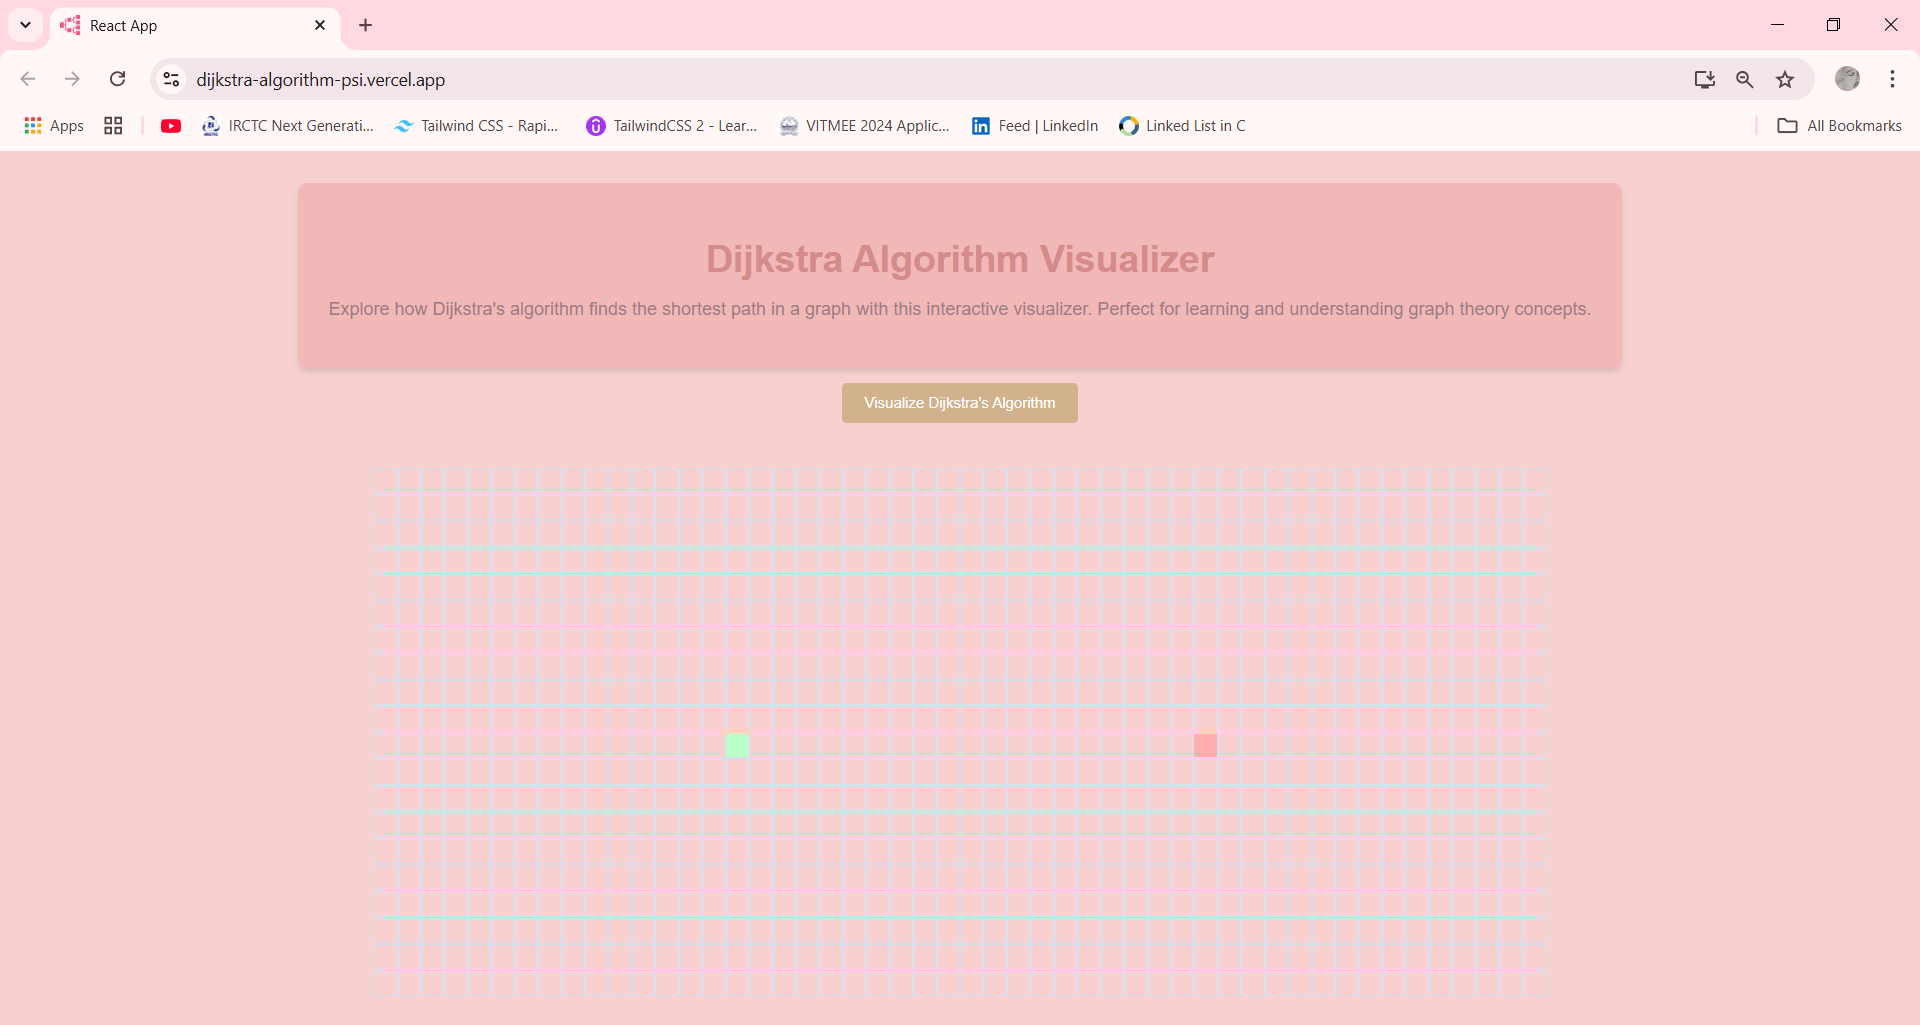 React App
dijkstra-algorithm-psi.vercel.app
Apps
IRCTC Next Generati...
Tailwind CSS - Rapi...
TailwindCSS 2 - Lear...
VITMEE 2024 Applic...
Feed | LinkedIn
Linked List in C
All Bookmarks
Dijkstra Algorithm Visualizer
Explore how Dijkstra's algorithm finds the shortest path in a graph with this interactive visualizer. Perfect for learning and understanding graph theory concepts.
Visualize Dijkstra's Algorithm